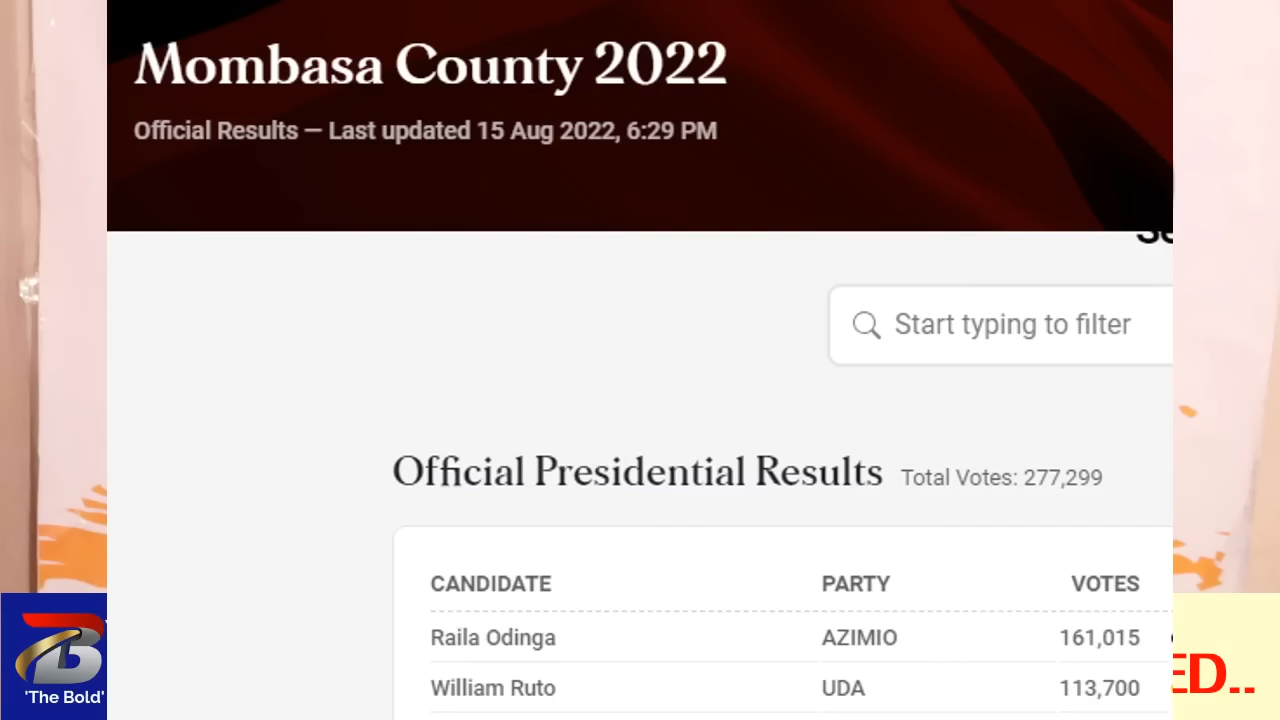 Mombasa County 2022
Official Results — Last updated 15 Aug 2022, 6:29 PM
Start typing to filter
Official Presidential Results Total Votes: 277,299
CANDIDATE PARTY VOTES
Raila Odinga AZIMIO 161,015
William Ruto UDA 113,700
B
'The Bold'
ED..